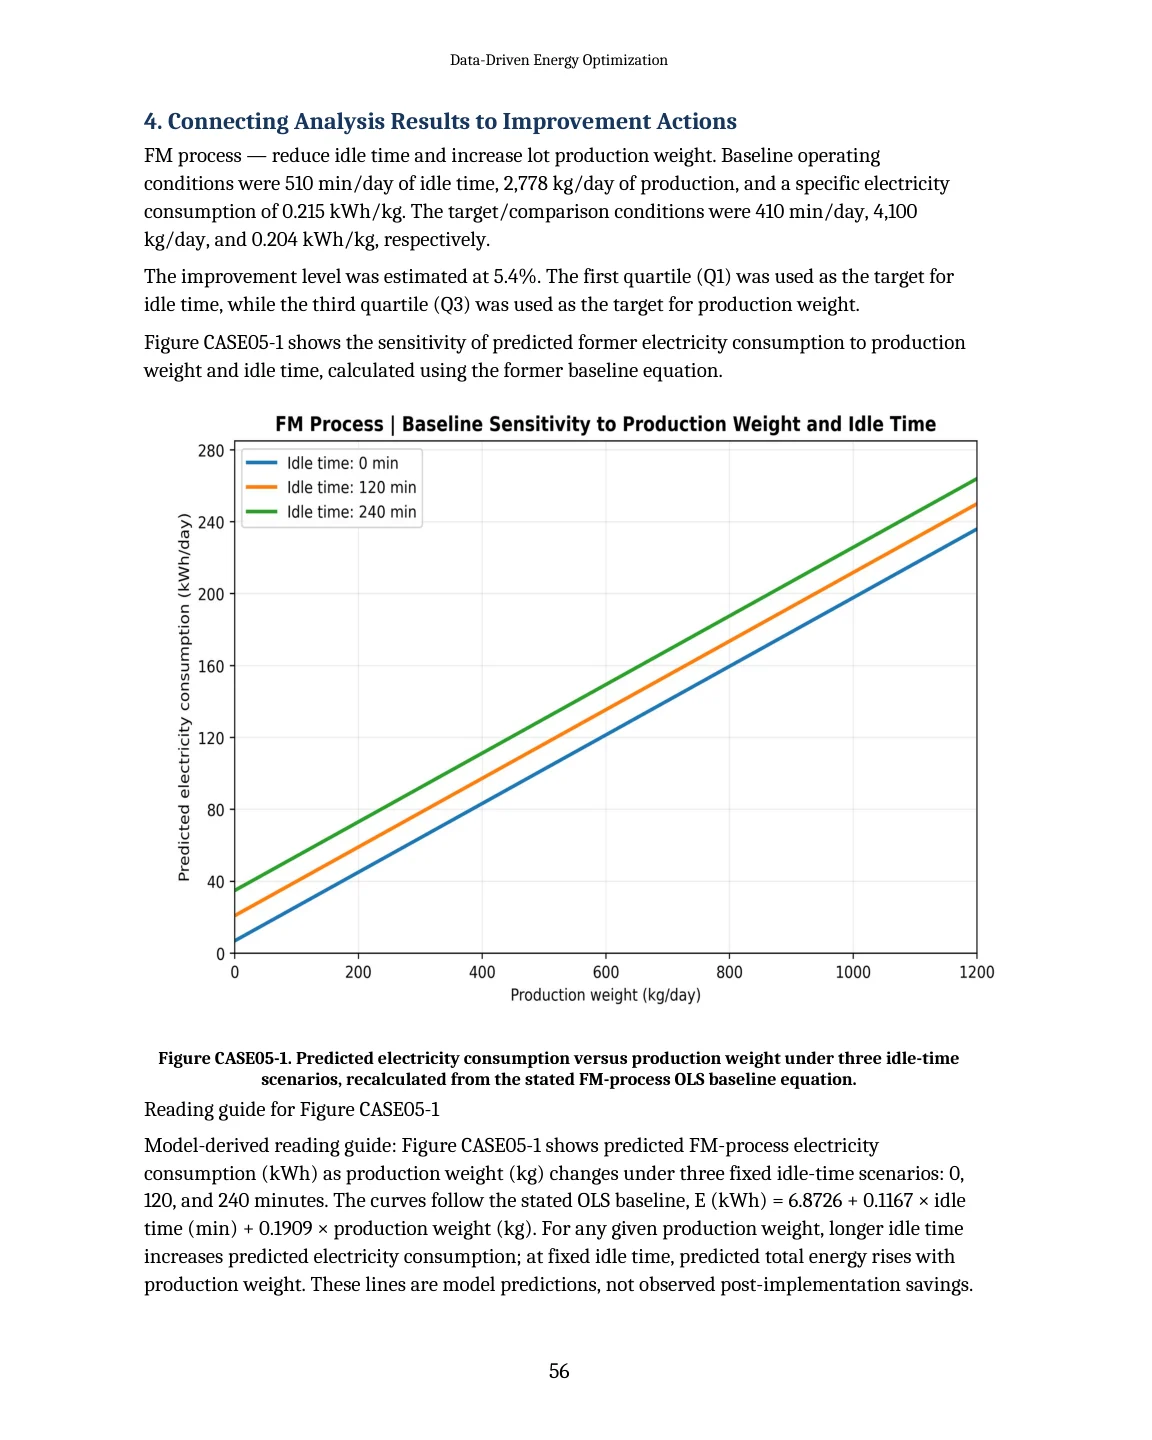 Data-Driven Energy Optimization
4. Connecting Analysis Results to Improvement Actions
FM process — reduce idle time and increase lot production weight. Baseline operating
conditions were 510 min/day of idle time, 2,778 kg/day of production, and a specific electricity
consumption of 0.215 kWh/kg. The target/comparison conditions were 410 min/day, 4,100
kg/day, and 0.204 kWh/kg, respectively.
The improvement level was estimated at 5.4%. The first quartile (Q1) was used as the target for
idle time, while the third quartile (Q3) was used as the target for production weight.
Figure CASE05-1 shows the sensitivity of predicted former electricity consumption to production
weight and idle time, calculated using the former baseline equation.
FM Process | Baseline Sensitivity to Production Weight and Idle Time
Idle time: 0 min
Idle time: 120 min
Idle time: 240 min
Predicted electricity consumption (kWh/day)
280
240
200
160
120
80
40
0
0 200 400 600 800 1000 1200
Production weight (kg/day)
Figure CASE05-1. Predicted electricity consumption versus production weight under three idle-time
scenarios, recalculated from the stated FM-process OLS baseline equation.
Reading guide for Figure CASE05-1
Model-derived reading guide: Figure CASE05-1 shows predicted FM-process electricity
consumption (kWh) as production weight (kg) changes under three fixed idle-time scenarios: 0,
120, and 240 minutes. The curves follow the stated OLS baseline, E (kWh) = 6.8726 + 0.1167 × idle
time (min) + 0.1909 × production weight (kg). For any given production weight, longer idle time
increases predicted electricity consumption; at fixed idle time, predicted total energy rises with
production weight. These lines are model predictions, not observed post-implementation savings.
56